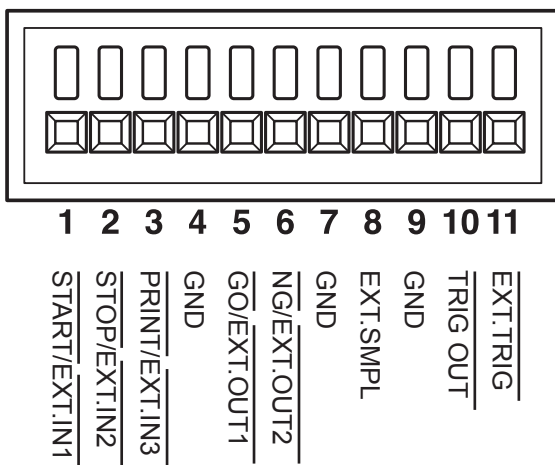 1 2 3 4 5 6 7 8 9 10 11
START/EXT.IN1
STOP/EXT.IN2
PRINT/EXT.IN3
GND
GO/EXT.OUT1
NG/EXT.OUT2
GND
EXT.SMPL
GND
TRIG OUT
EXT.TRIG